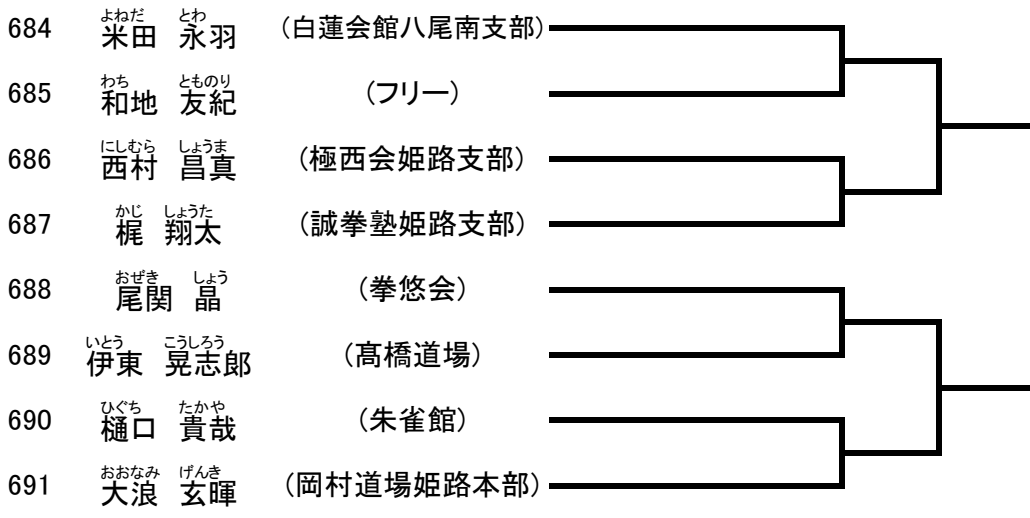 よねだ とわ
684 米田 永羽 (白蓮会館八尾南支部)
わち とものり
685 和地 友紀 (フリー)
にしむら しょうま
686 西村 昌真 (極西会姫路支部)
かじ しょうた
687 梶 翔太 (誠拳塾姫路支部)
おぜき しょう
688 尾関 晶 (拳悠会)
いとう こうしろう
689 伊東 晃志郎 (髙橋道場)
ひぐち たかや
690 樋口 貴哉 (朱雀館)
おおなみ げんき
691 大浪 玄暉 (岡村道場姫路本部)